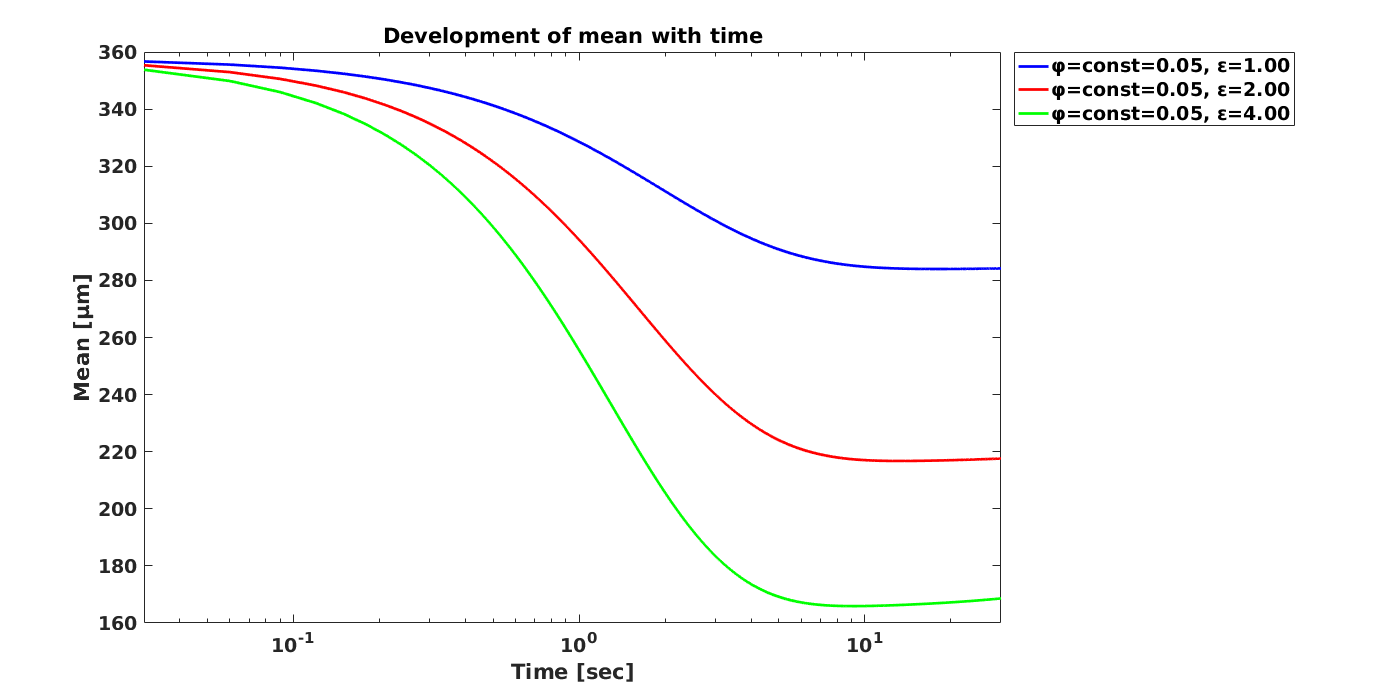 Development of mean with time
φ=const=0.05, ε=1.00
φ=const=0.05, ε=2.00
φ=const=0.05, ε=4.00
360
340
320
300
280
260
240
220
200
180
160
Mean [μm]
10⁻¹ 10⁰ 10¹
Time [sec]